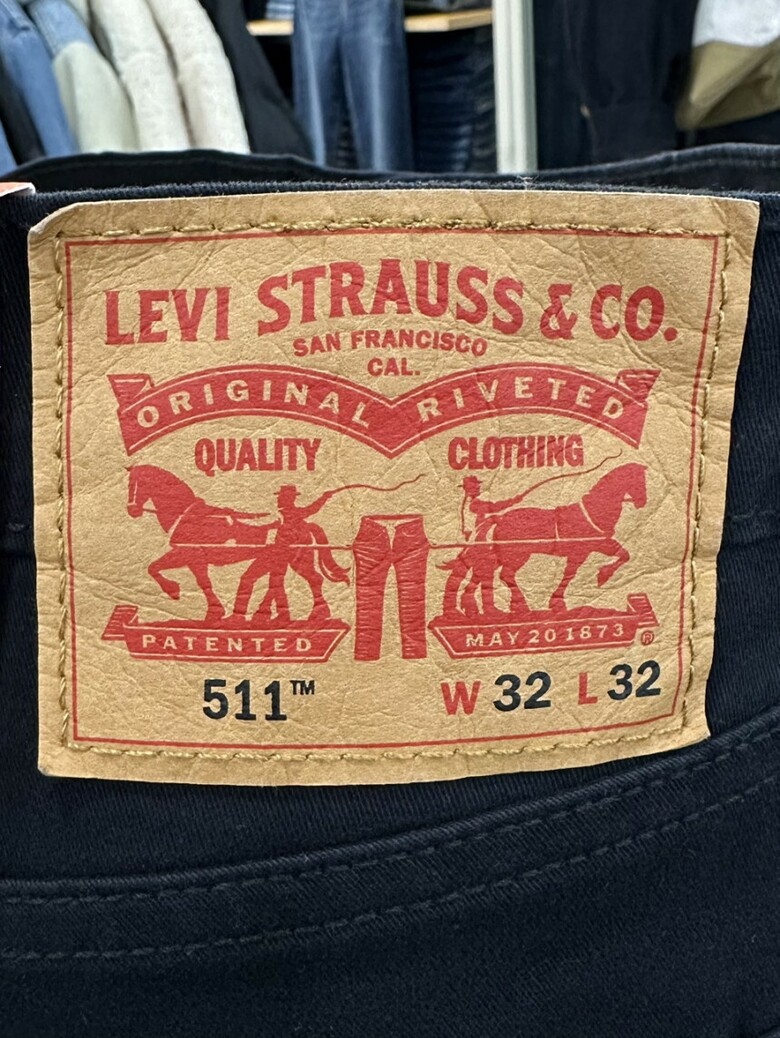 LEVI STRAUSS & CO.
SAN FRANCISCO
CAL.
ORIGINAL RIVETED
QUALITY CLOTHING
PATENTED MAY 20 1873 ®
511™ W 32 L 32